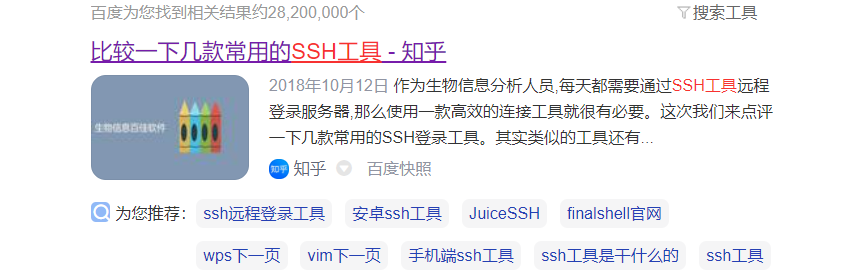 百度为您找到相关结果约28,200,000个 搜索工具
比较一下几款常用的SSH工具 - 知乎
生物信息百佳软件
2018年10月12日 作为生物信息分析人员,每天都需要通过SSH工具远程
登录服务器,那么使用一款高效的连接工具就很有必要。这次我们来点评
一下几款常用的SSH登录工具。其实类似的工具还有...
知乎 知乎 百度快照
为您推荐: ssh远程登录工具 安卓ssh工具 JuiceSSH finalshell官网
wps下一页 vim下一页 手机端ssh工具 ssh工具是干什么的 ssh工具